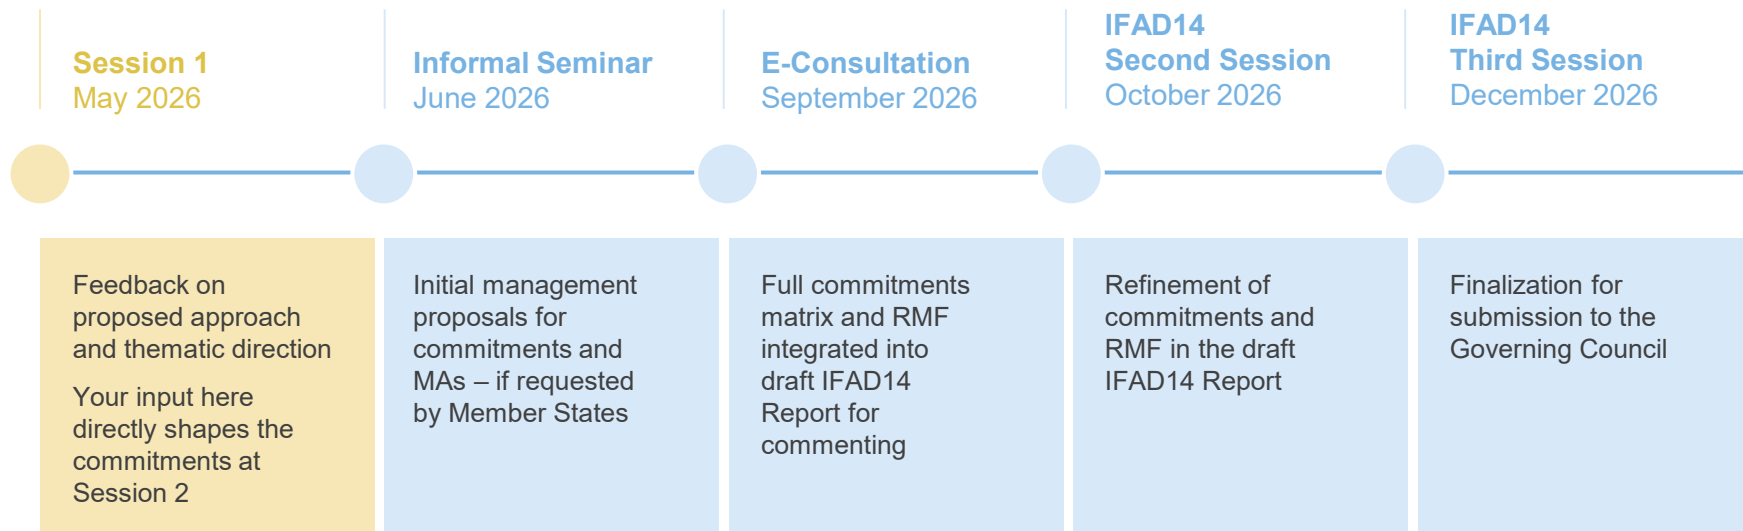 Session 1
May 2026
Informal Seminar
June 2026
E-Consultation
September 2026
IFAD14
Second Session
October 2026
IFAD14
Third Session
December 2026
Feedback on
proposed approach
and thematic direction
Your input here
directly shapes the
commitments at
Session 2
Initial management
proposals for
commitments and
MAs – if requested
by Member States
Full commitments
matrix and RMF
integrated into
draft IFAD14
Report for
commenting
Refinement of
commitments and
RMF in the draft
IFAD14 Report
Finalization for
submission to the
Governing Council